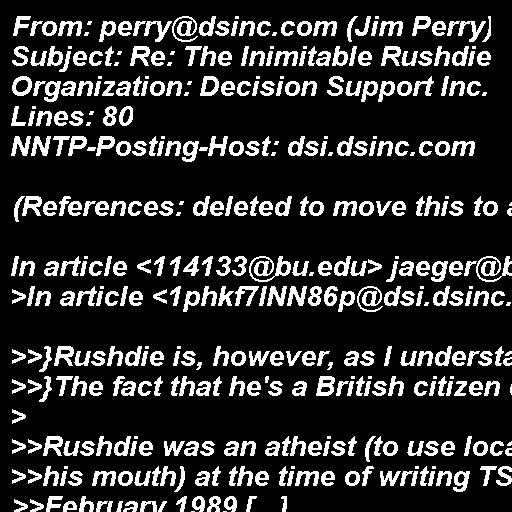 From: perry@dsinc.com (Jim Perry)
Subject: Re: The Inimitable Rushdie
Organization: Decision Support Inc.
Lines: 80
NNTP-Posting-Host: dsi.dsinc.com
(References: deleted to move this to a
In article <114133@bu.edu> jaeger@b
>In article <1phkf7INN86p@dsi.dsinc.
>>}Rushdie is, however, as I understa
>>}The fact that he's a British citizen
>
>>Rushdie was an atheist (to use loca
>>his mouth) at the time of writing TS
>>February 1989 [...]